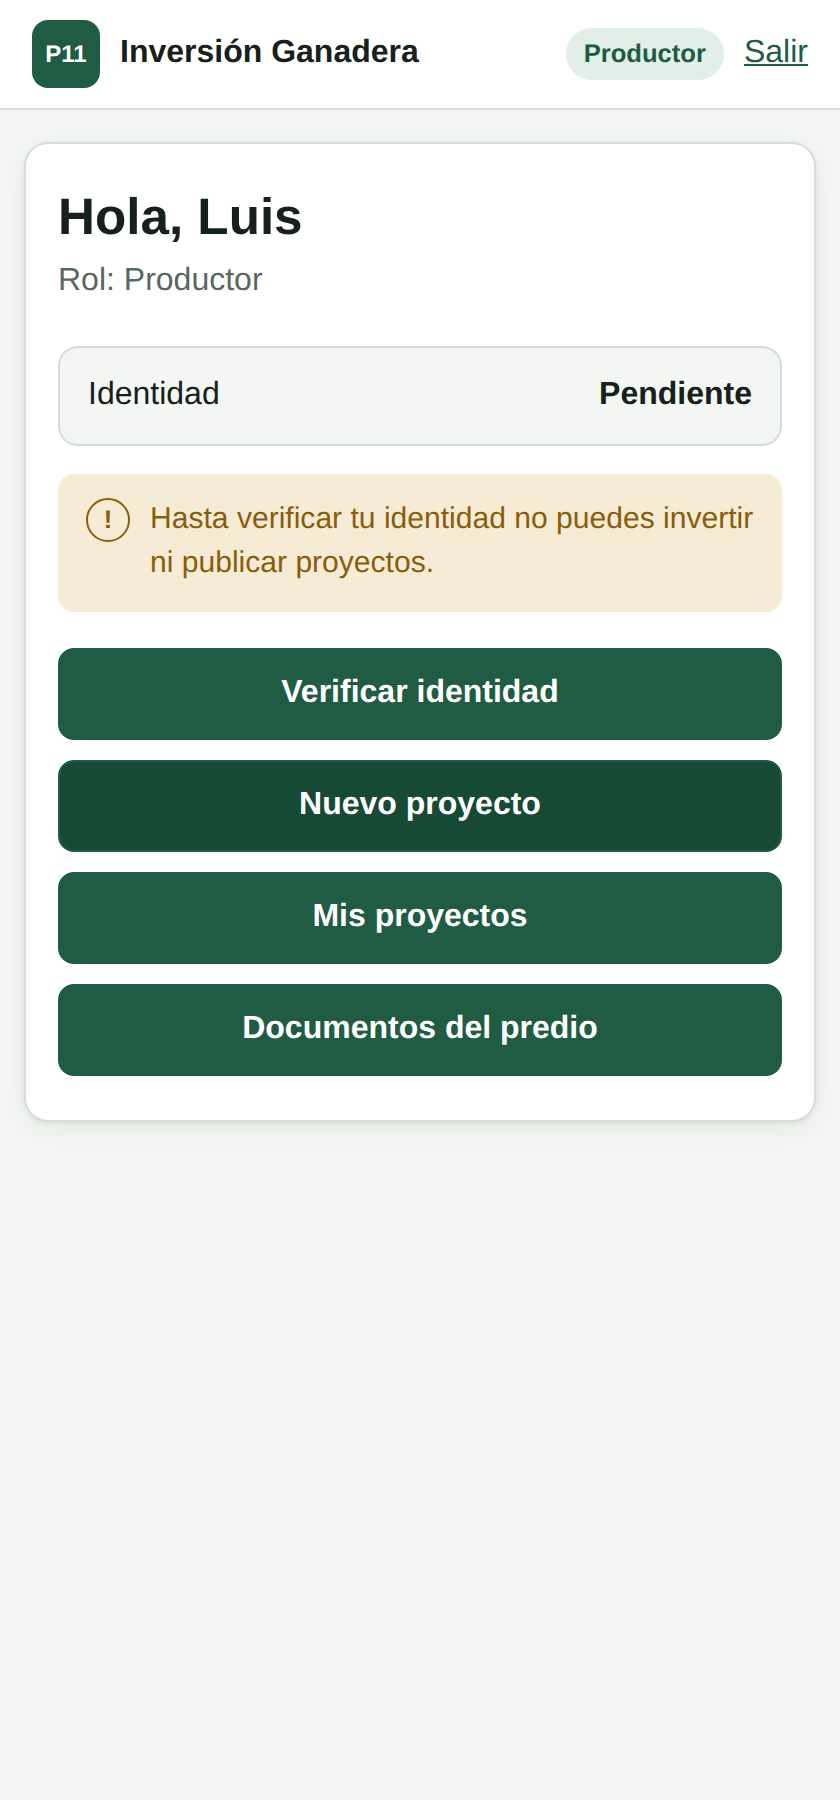 P11 Inversión Ganadera Productor Salir
Hola, Luis
Rol: Productor
Identidad Pendiente
! Hasta verificar tu identidad no puedes invertir
ni publicar proyectos.
Verificar identidad
Nuevo proyecto
Mis proyectos
Documentos del predio